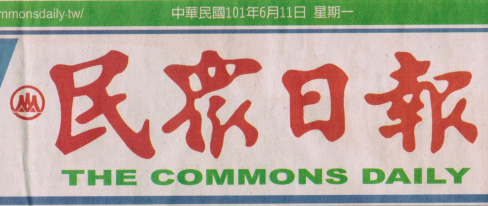 mmonsdaily-tw/ 中華民國101年6月11日 星期一
民眾日報
THE COMMONS DAILY